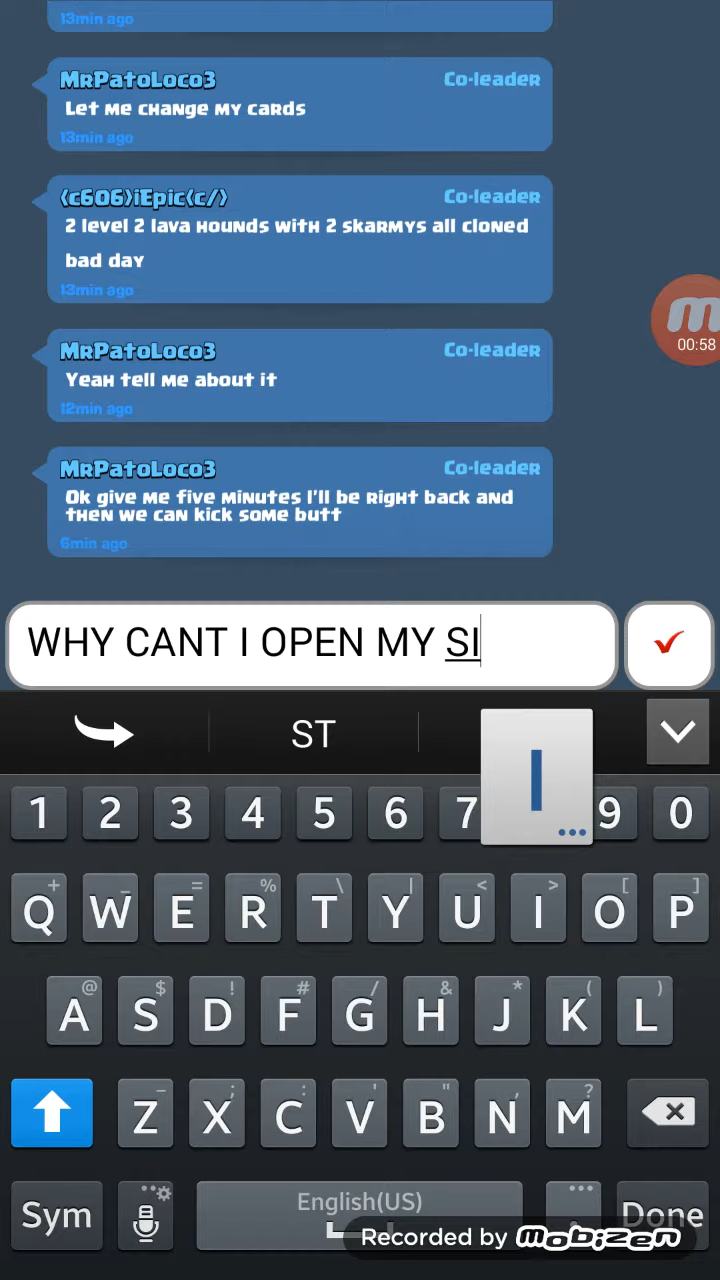 13min ago
MrPatoLoco3 Co-leader
Let me change my cards
13min ago
<c606>iEpic<c/> Co-leader
2 level 2 lava hounds with 2 skarmys all cloned
bad day
13min ago
MrPatoLoco3 Co-leader
Yeah tell me about it
12min ago
MrPatoLoco3 Co-leader
Ok give me five minutes I'll be right back and
then we can kick some butt
6min ago
00:58
WHY CANT I OPEN MY SI
ST
I
1 2 3 4 5 6 7 9 0
+ _ = % \ | < > [ ]
Q W E R T Y U I O P
@ $ ! # / & * ( )
A S D F G H J K L
- ; : ' " , ?
Z X C V B N M
Sym English(US) Done
Recorded by mobizen